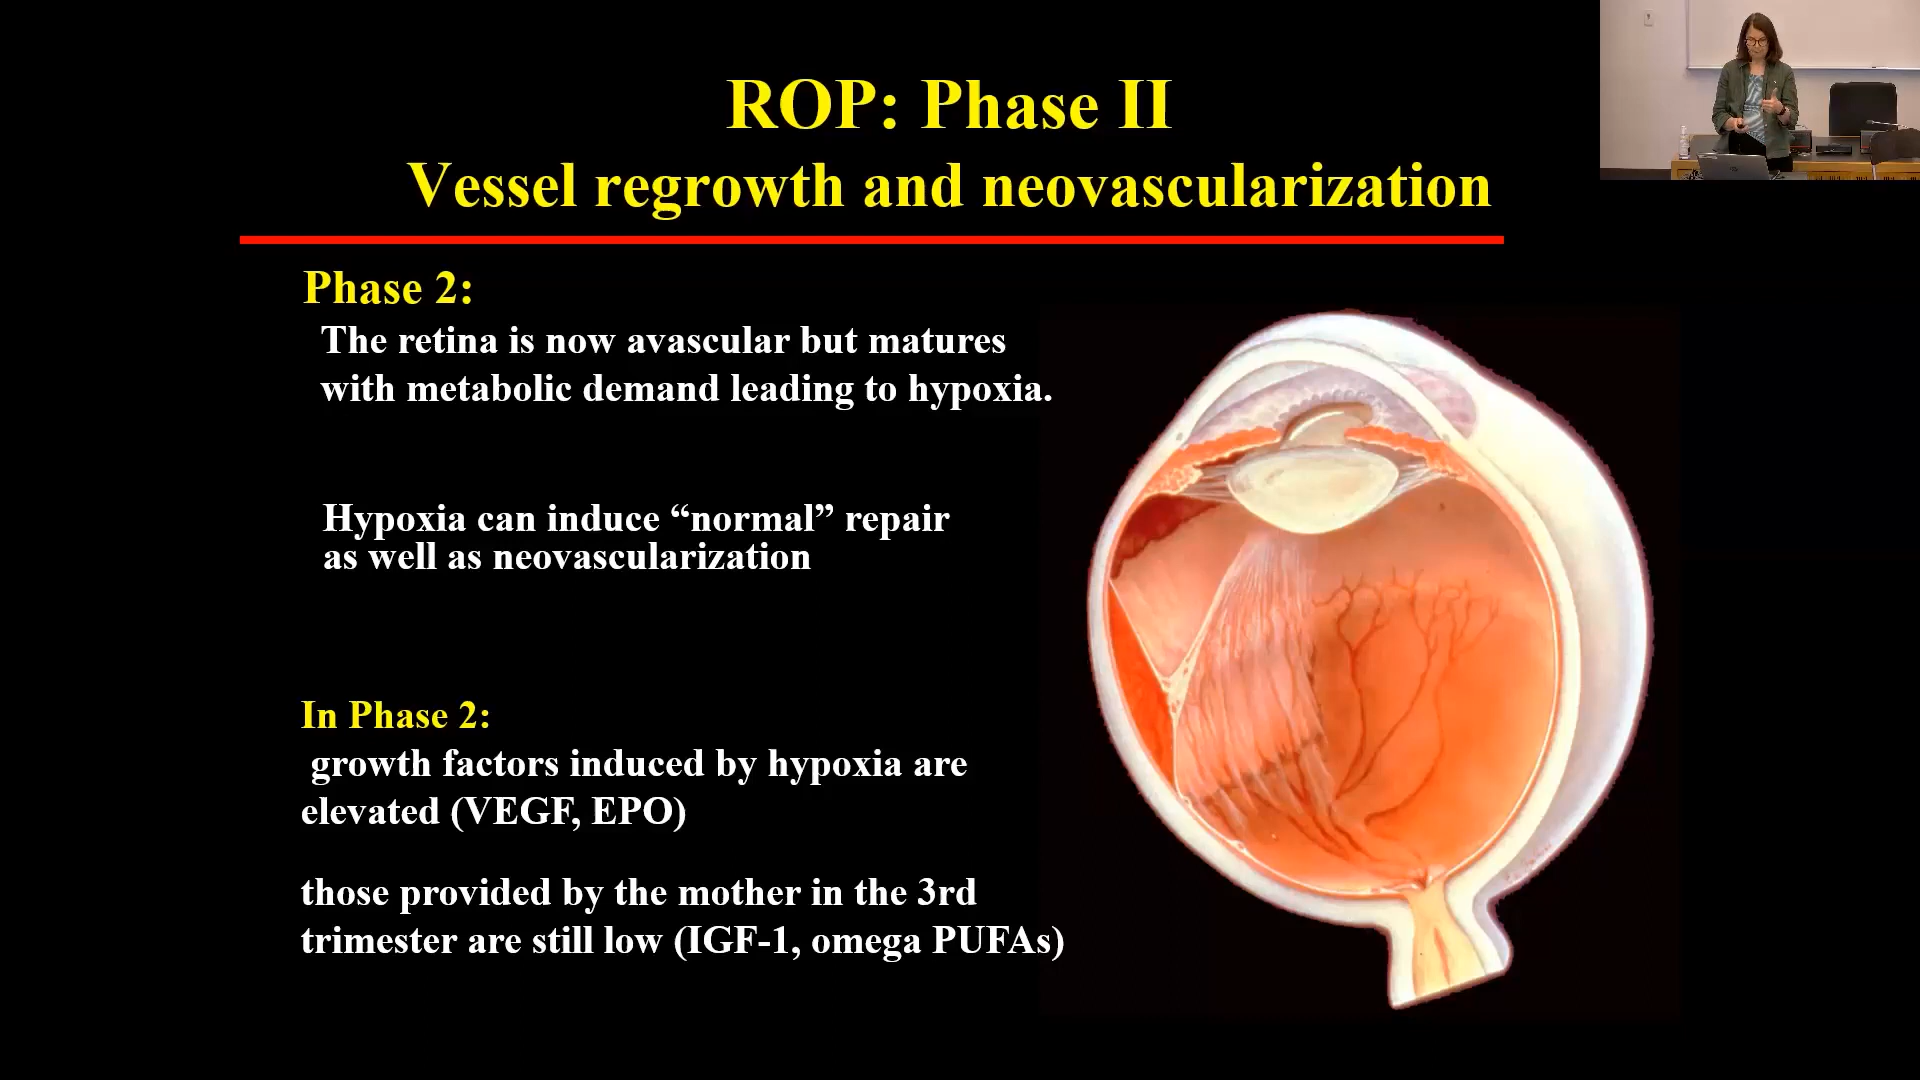 ROP: Phase II
Vessel regrowth and neovascularization
Phase 2:
The retina is now avascular but matures
with metabolic demand leading to hypoxia.
Hypoxia can induce “normal” repair
as well as neovascularization
In Phase 2:
growth factors induced by hypoxia are
elevated (VEGF, EPO)
those provided by the mother in the 3rd
trimester are still low (IGF-1, omega PUFAs)